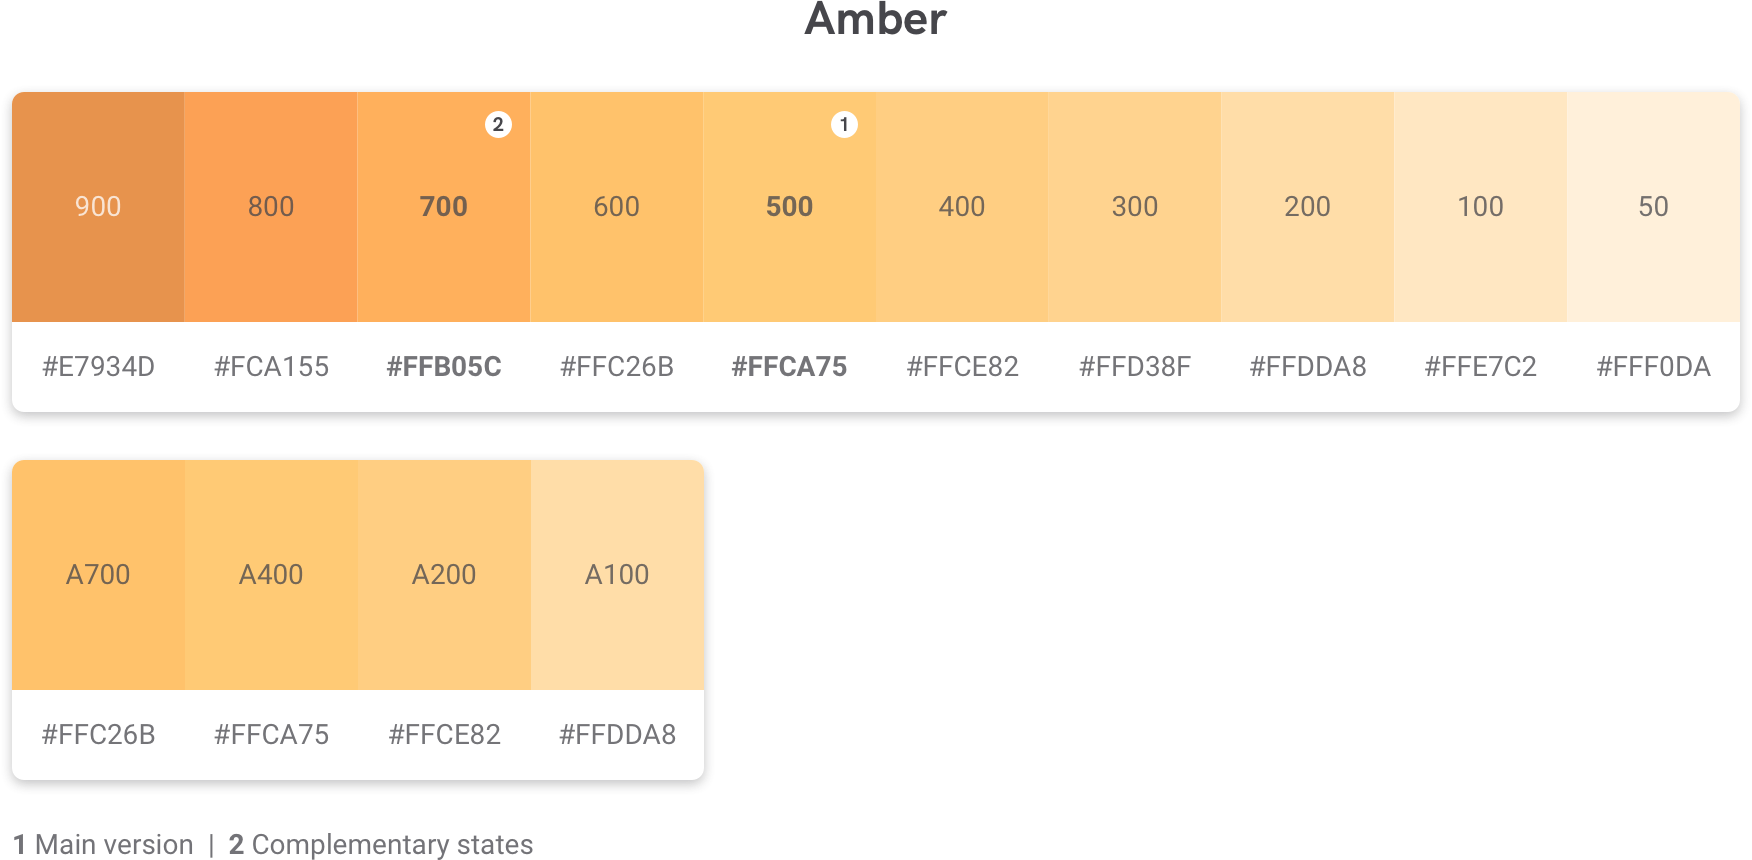 Amber
2 1
900 800 700 600 500 400 300 200 100 50
#E7934D #FCA155 #FFB05C #FFC26B #FFCA75 #FFCE82 #FFD38F #FFDDA8 #FFE7C2 #FFF0DA
A700 A400 A200 A100
#FFC26B #FFCA75 #FFCE82 #FFDDA8
1 Main version | 2 Complementary states